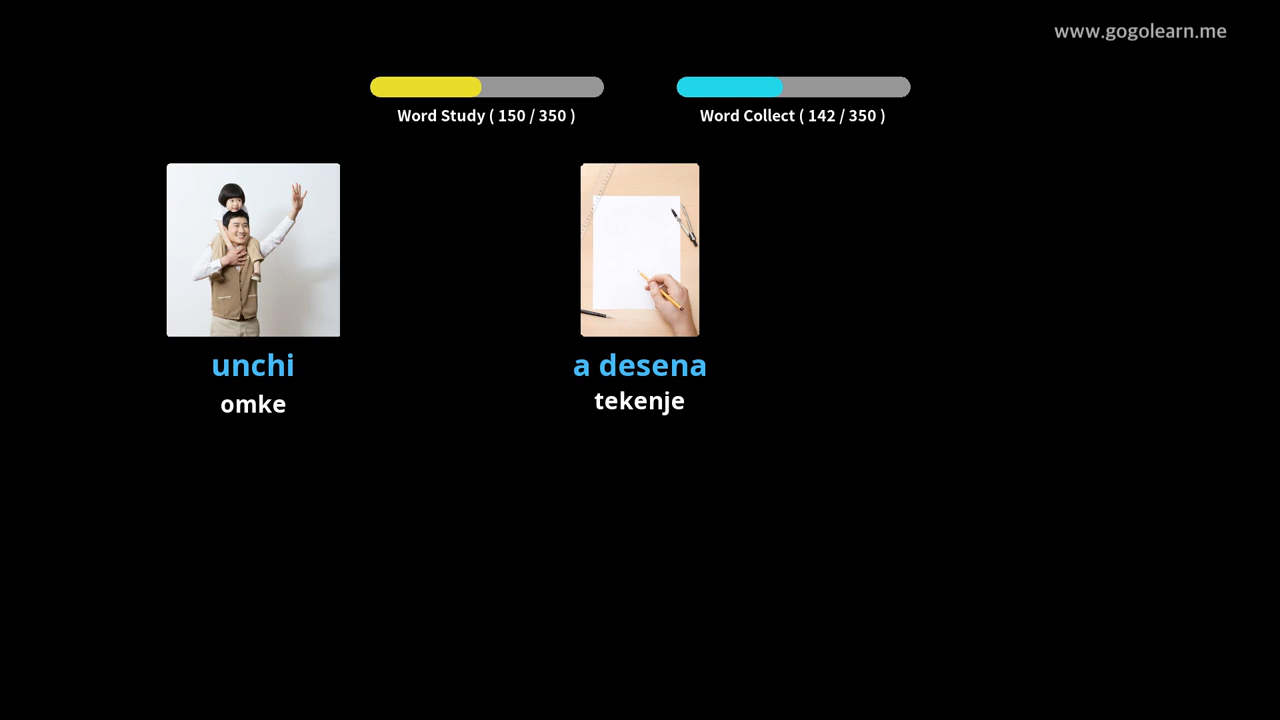 www.gogolearn.me
Word Study ( 150 / 350 )
Word Collect ( 142 / 350 )
unchi
omke
a desena
tekenje